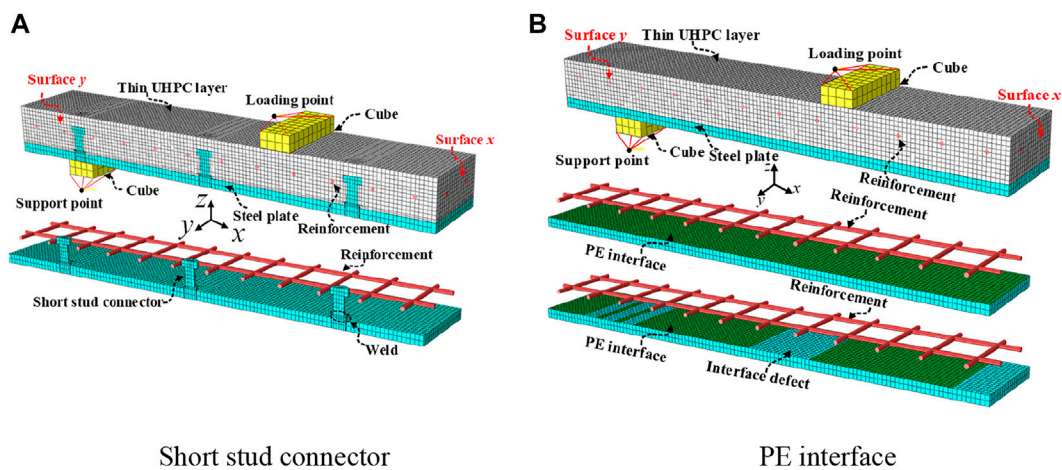 A
Thin UHPC layer
Loading point
Surface y
Cube
Surface x
Cube
Support point
Steel plate
z
y
x
Reinforcement
Reinforcement
Short stud connector
Weld
Short stud connector
B
Thin UHPC layer
Loading point
Surface y
Cube
Surface x
Cube
Steel plate
Support point
Reinforcement
z
y
x
Reinforcement
PE interface
Reinforcement
PE interface
Interface defect
PE interface